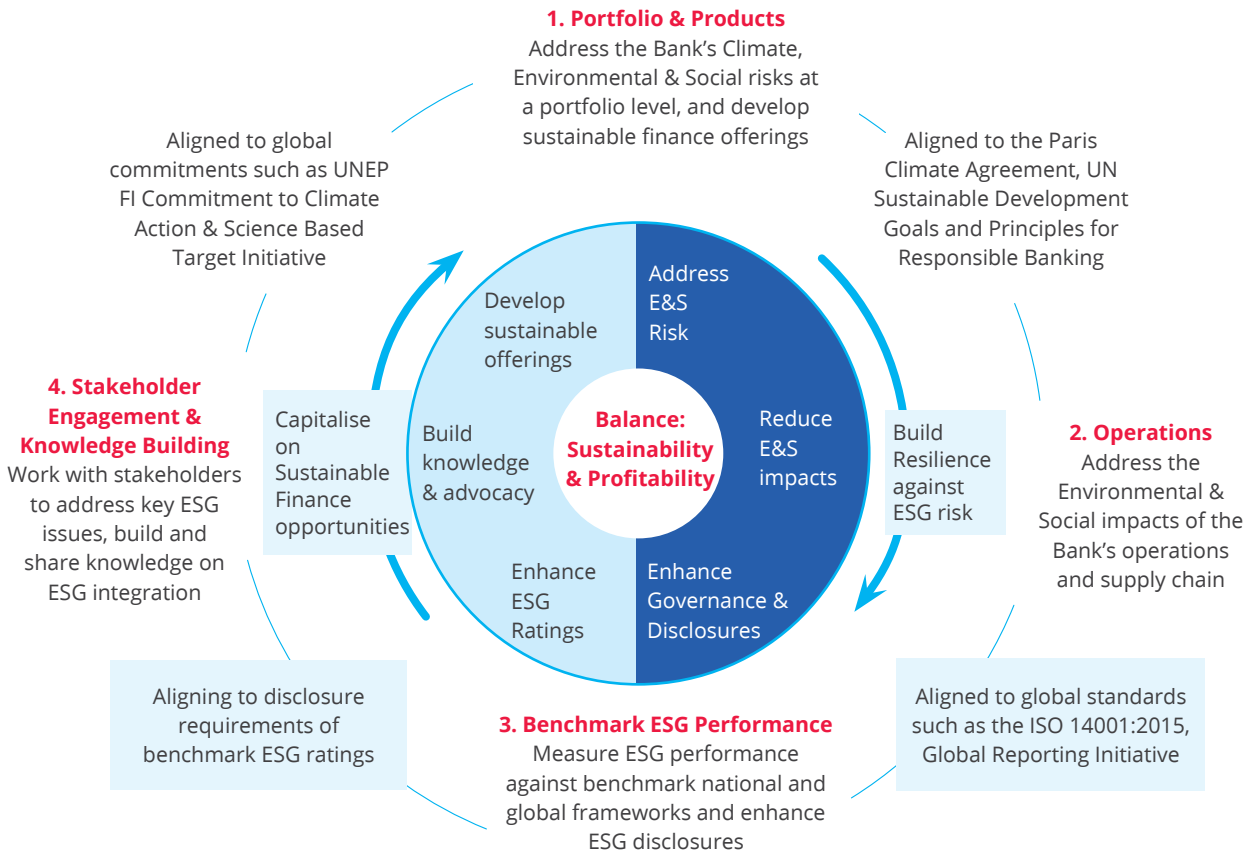 1. Portfolio & Products
Address the Bank’s Climate,
Environmental & Social risks at
a portfolio level, and develop
sustainable finance offerings
Aligned to global
commitments such as UNEP
FI Commitment to Climate
Action & Science Based
Target Initiative
Aligned to the Paris
Climate Agreement, UN
Sustainable Development
Goals and Principles for
Responsible Banking
Develop
sustainable
offerings
Address
E&S
Risk
4. Stakeholder
Engagement &
Knowledge Building
Work with stakeholders
to address key ESG
issues, build and
share knowledge on
ESG integration
Capitalise
on
Sustainable
Finance
opportunities
Build
knowledge
& advocacy
Balance:
Sustainability
& Profitability
Reduce
E&S
impacts
Build
Resilience
against
ESG risk
2. Operations
Address the
Environmental &
Social impacts of the
Bank’s operations
and supply chain
Enhance
ESG
Ratings
Enhance
Governance &
Disclosures
Aligning to disclosure
requirements of
benchmark ESG ratings
3. Benchmark ESG Performance
Measure ESG performance
against benchmark national and
global frameworks and enhance
ESG disclosures
Aligned to global standards
such as the ISO 14001:2015,
Global Reporting Initiative